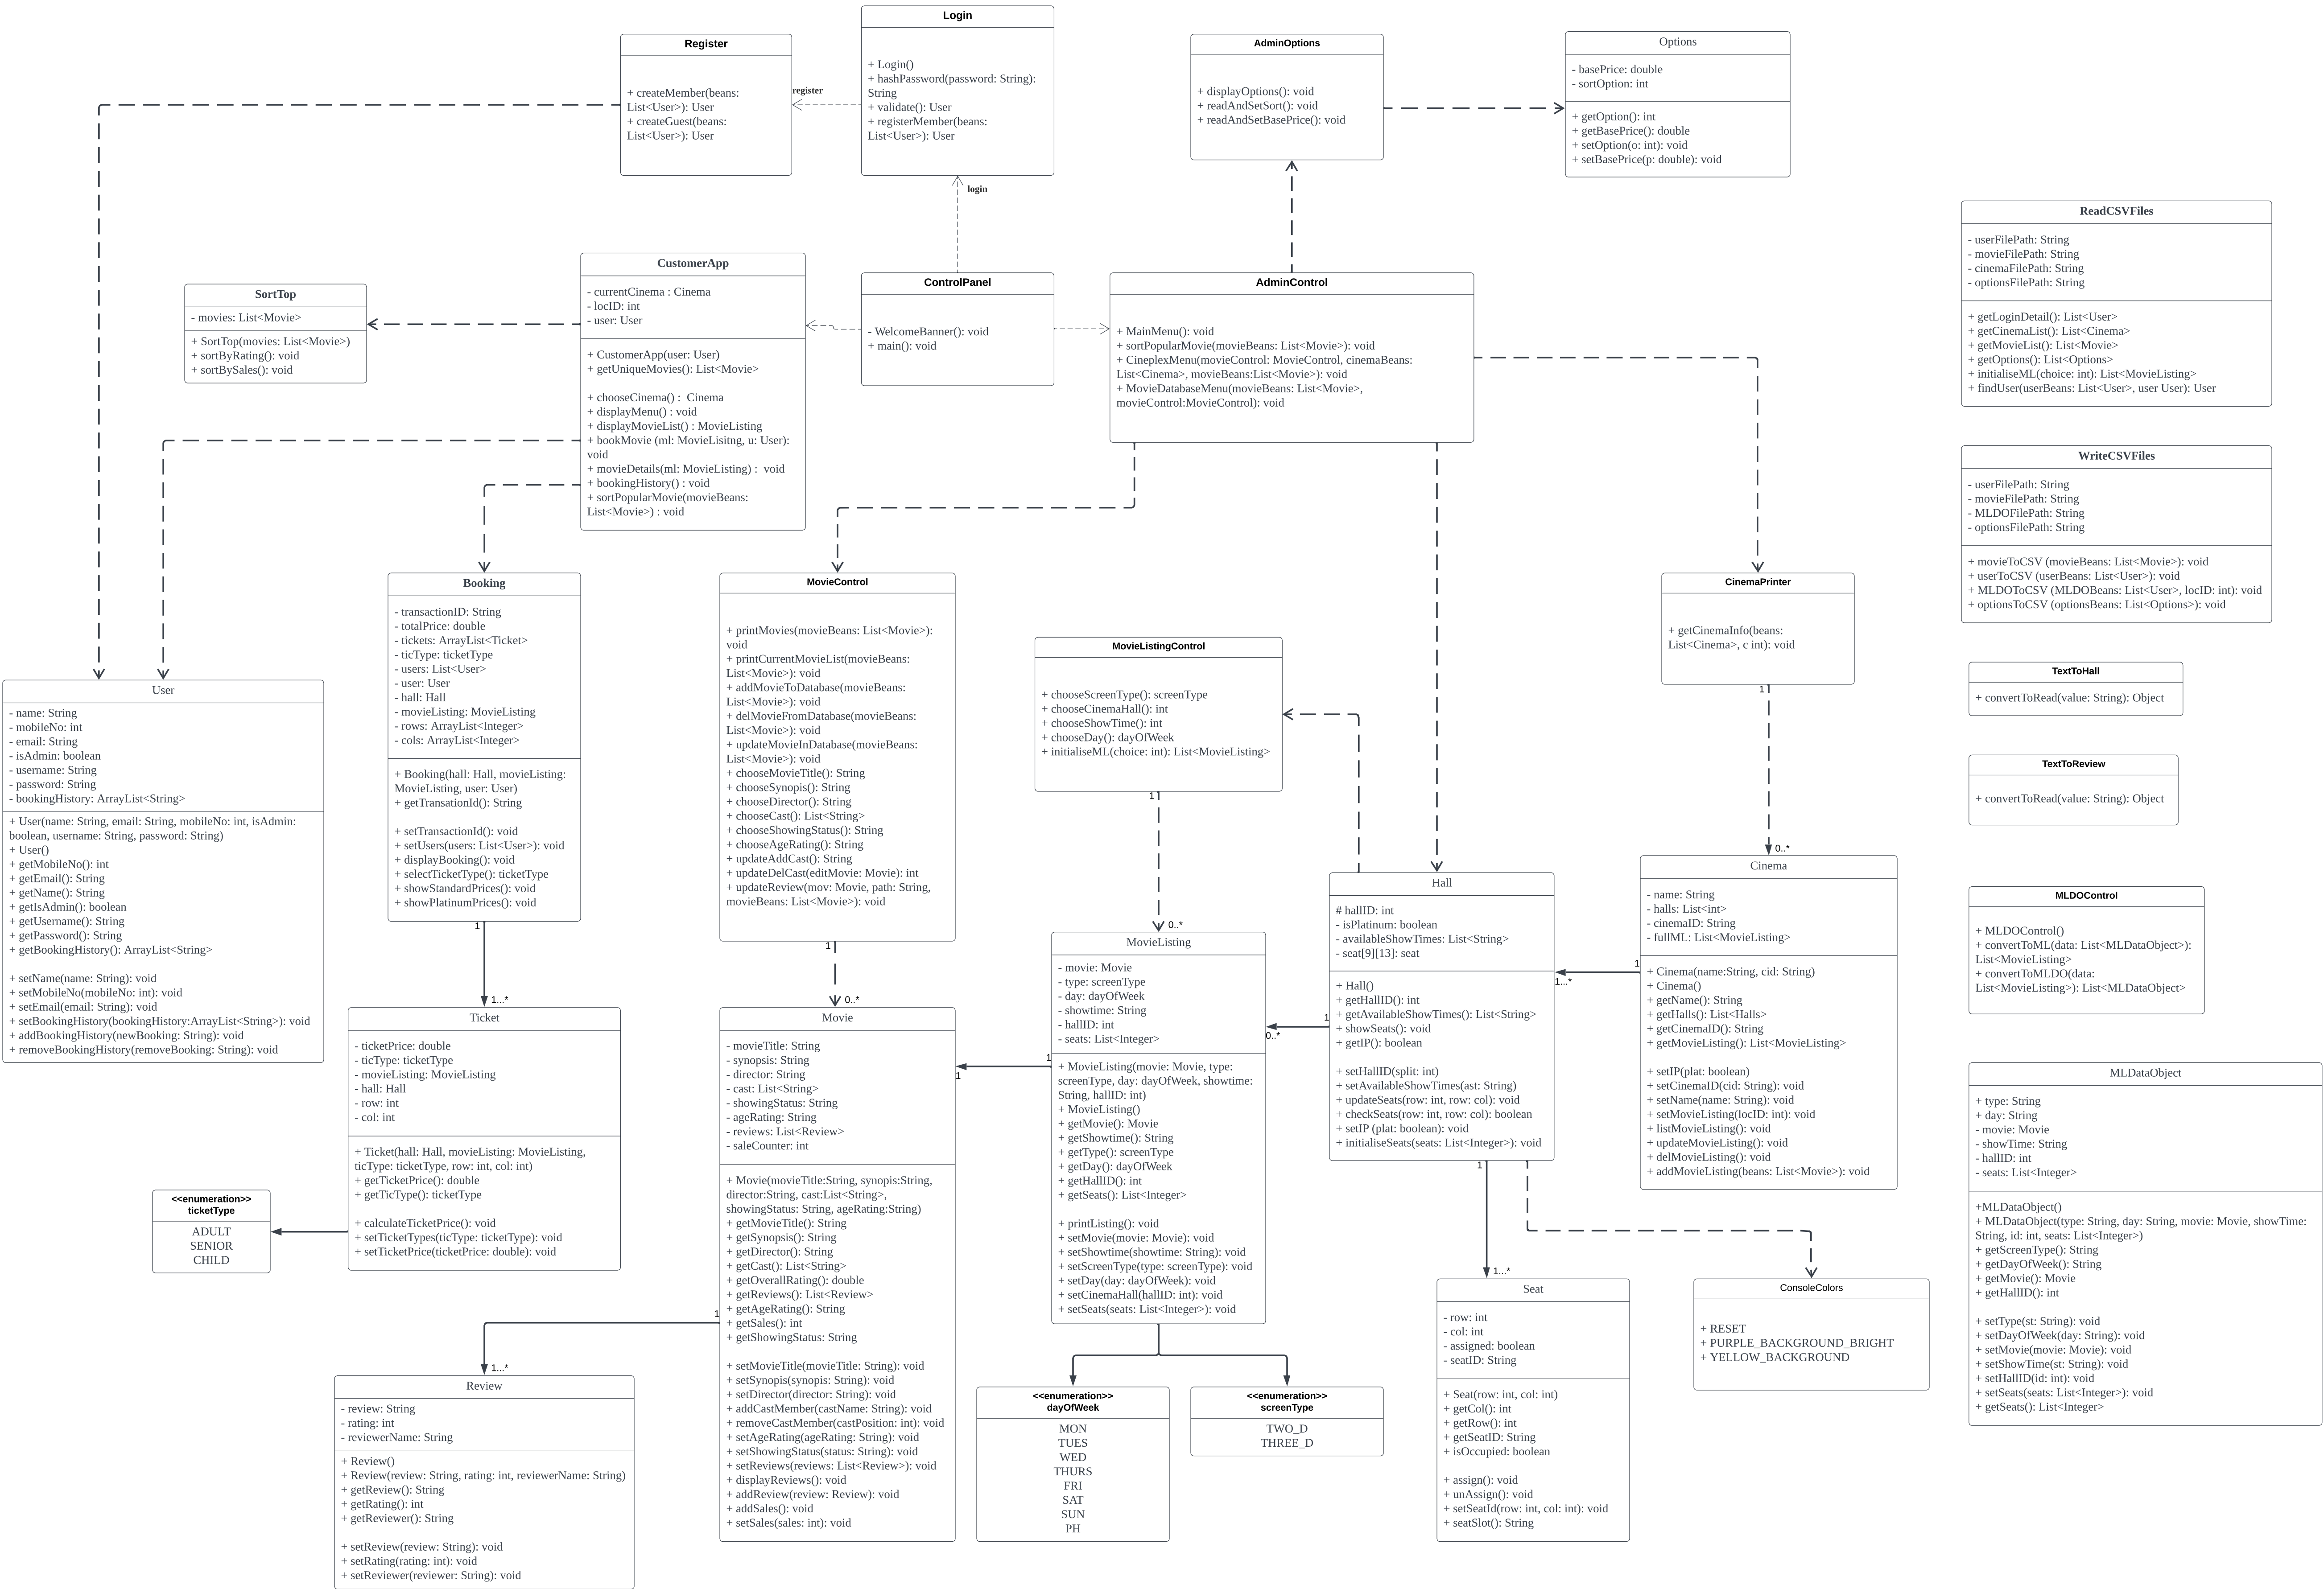 Login
+ Login()
+ hashPassword(password: String):
String
+ validate(): User
+ registerMember(beans:
List<User>): User
Register
+ createMember(beans:
List<User>): User
+ createGuest(beans:
List<User>): User
register
login
AdminOptions
+ displayOptions(): void
+ readAndSetSort(): void
+ readAndSetBasePrice(): void
Options
- basePrice: double
- sortOption: int
+ getOption(): int
+ getBasePrice(): double
+ setOption(o: int): void
+ setBasePrice(p: double): void
ReadCSVFiles
- userFilePath: String
- movieFilePath: String
- cinemaFilePath: String
- optionsFilePath: String
+ getLoginDetail(): List<User>
+ getCinemaList(): List<Cinema>
+ getMovieList(): List<Movie>
+ getOptions(): List<Options>
+ initialiseML(choice: int): List<MovieListing>
+ findUser(userBeans: List<User>, user User): User
SortTop
- movies: List<Movie>
+ SortTop(movies: List<Movie>)
+ sortByRating(): void
+ sortBySales(): void
CustomerApp
- currentCinema : Cinema
- locID: int
- user: User
+ CustomerApp(user: User)
+ getUniqueMovies(): List<Movie>
+ chooseCinema() :  Cinema
+ displayMenu() : void
+ displayMovieList() : MovieListing
+ bookMovie (ml: MovieLisitng, u: User):
void
+ movieDetails(ml: MovieListing) :  void
+ bookingHistory() : void
+ sortPopularMovie(movieBeans:
List<Movie>) : void
ControlPanel
- WelcomeBanner(): void
+ main(): void
AdminControl
+ MainMenu(): void
+ sortPopularMovie(movieBeans: List<Movie>): void
+ CineplexMenu(movieControl: MovieControl, cinemaBeans:
List<Cinema>, movieBeans:List<Movie>): void
+ MovieDatabaseMenu(movieBeans: List<Movie>,
movieControl:MovieControl): void
WriteCSVFiles
- userFilePath: String
- movieFilePath: String
- MLDOFilePath: String
- optionsFilePath: String
+ movieToCSV (movieBeans: List<Movie>): void
+ userToCSV (userBeans: List<User>): void
+ MLDOToCSV (MLDOBeans: List<User>, locID: int): void
+ optionsToCSV (optionsBeans: List<Options>): void
Booking
- transactionID: String
- totalPrice: double
- tickets: ArrayList<Ticket>
- ticType: ticketType
- users: List<User>
- user: User
- hall: Hall
- movieListing: MovieListing
- rows: ArrayList<Integer>
- cols: ArrayList<Integer>
+ Booking(hall: Hall, movieListing:
MovieListing, user: User)
+ getTransationId(): String
+ setTransactionId(): void
+ setUsers(users: List<User>): void
+ displayBooking(): void
+ selectTicketType(): ticketType
+ showStandardPrices(): void
+ showPlatinumPrices(): void
1
1...*
MovieControl
+ printMovies(movieBeans: List<Movie>):
void
+ printCurrentMovieList(movieBeans:
List<Movie>): void
+ addMovieToDatabase(movieBeans:
List<Movie>): void
+ delMovieFromDatabase(movieBeans:
List<Movie>): void
+ updateMovieInDatabase(movieBeans:
List<Movie>): void
+ chooseMovieTitle(): String
+ chooseSynopis(): String
+ chooseDirector(): String
+ chooseCast(): List<String>
+ chooseShowingStatus(): String
+ chooseAgeRating(): String
+ updateAddCast(): String
+ updateDelCast(editMovie: Movie): int
+ updateReview(mov: Movie, path: String,
movieBeans: List<Movie>): void
1
0..*
MovieListingControl
+ chooseScreenType(): screenType
+ chooseCinemaHall(): int
+ chooseShowTime(): int
+ chooseDay(): dayOfWeek
+ initialiseML(choice: int): List<MovieListing>
1
0..*
CinemaPrinter
+ getCinemaInfo(beans:
List<Cinema>, c int): void
1
0..*
TextToHall
+ convertToRead(value: String): Object
TextToReview
+ convertToRead(value: String): Object
User
- name: String
- mobileNo: int
- email: String
- isAdmin: boolean
- username: String
- password: String
- bookingHistory: ArrayList<String>
+ User(name: String, email: String, mobileNo: int, isAdmin:
boolean, username: String, password: String)
+ User()
+ getMobileNo(): int
+ getEmail(): String
+ getName(): String
+ getIsAdmin(): boolean
+ getUsername(): String
+ getPassword(): String
+ getBookingHistory(): ArrayList<String>
+ setName(name: String): void
+ setMobileNo(mobileNo: int): void
+ setEmail(email: String): void
+ setBookingHistory(bookingHistory:ArrayList<String>): void
+ addBookingHistory(newBooking: String): void
+ removeBookingHistory(removeBooking: String): void
Hall
# hallID: int
- isPlatinum: boolean
- availableShowTimes: List<String>
- seat[9][13]: seat
+ Hall()
+ getHallID(): int
+ getAvailableShowTimes(): List<String>
+ showSeats(): void
+ getIP(): boolean
+ setHallID(split: int)
+ setAvailableShowTimes(ast: String)
+ updateSeats(row: int, row: col): void
+ checkSeats(row: int, row: col): boolean
+ setIP (plat: boolean): void
+ initialiseSeats(seats: List<Integer>): void
1
0..*
1
1...*
Cinema
- name: String
- halls: List<int>
- cinemaID: String
- fullML: List<MovieListing>
+ Cinema(name:String, cid: String)
+ Cinema()
+ getName(): String
+ getHalls(): List<Halls>
+ getCinemaID(): String
+ getMovieListing(): List<MovieListing>
+ setIP(plat: boolean)
+ setCinemaID(cid: String): void
+ setName(name: String): void
+ setMovieListing(locID: int): void
+ listMovieListing(): void
+ updateMovieListing(): void
+ delMovieListing(): void
+ addMovieListing(beans: List<Movie>): void
1
1...*
MLDOControl
+ MLDOControl()
+ convertToML(data: List<MLDataObject>):
List<MovieListing>
+ convertToMLDO(data:
List<MovieListing>): List<MLDataObject>
MovieListing
- movie: Movie
- type: screenType
- day: dayOfWeek
- showtime: String
- hallID: int
- seats: List<Integer>
+ MovieListing(movie: Movie, type:
screenType, day: dayOfWeek, showtime:
String, hallID: int)
+ MovieListing()
+ getMovie(): Movie
+ getShowtime(): String
+ getType(): screenType
+ getDay(): dayOfWeek
+ getHallID(): int
+ getSeats(): List<Integer>
+ printListing(): void
+ setMovie(movie: Movie): void
+ setShowtime(showtime: String): void
+ setScreenType(type: screenType): void
+ setDay(day: dayOfWeek): void
+ setCinemaHall(hallID: int): void
+ setSeats(seats: List<Integer>): void
1
1
Ticket
- ticketPrice: double
- ticType: ticketType
- movieListing: MovieListing
- hall: Hall
- row: int
- col: int
+ Ticket(hall: Hall, movieListing: MovieListing,
ticType: ticketType, row: int, col: int)
+ getTicketPrice(): double
+ getTicType(): ticketType
+ calculateTicketPrice(): void
+ setTicketTypes(ticType: ticketType): void
+ setTicketPrice(ticketPrice: double): void
<<enumeration>>
ticketType
ADULT
SENIOR
CHILD
Movie
- movieTitle: String
- synopsis: String
- director: String
- cast: List<String>
- showingStatus: String
- ageRating: String
- reviews: List<Review>
- saleCounter: int
+ Movie(movieTitle:String, synopsis:String,
director:String, cast:List<String>,
showingStatus: String, ageRating:String)
+ getMovieTitle(): String
+ getSynopsis(): String
+ getDirector(): String
+ getCast(): List<String>
+ getOverallRating(): double
+ getReviews(): List<Review>
+ getAgeRating(): String
+ getSales(): int
+ getShowingStatus: String
+ setMovieTitle(movieTitle: String): void
+ setSynopsis(synopsis: String): void
+ setDirector(director: String): void
+ addCastMember(castName: String): void
+ removeCastMember(castPosition: int): void
+ setAgeRating(ageRating: String): void
+ setShowingStatus(status: String): void
+ setReviews(reviews: List<Review>): void
+ displayReviews(): void
+ addReview(review: Review): void
+ addSales(): void
+ setSales(sales: int): void
1
1...*
Review
- review: String
- rating: int
- reviewerName: String
+ Review()
+ Review(review: String, rating: int, reviewerName: String)
+ getReview(): String
+ getRating(): int
+ getReviewer(): String
+ setReview(review: String): void
+ setRating(rating: int): void
+ setReviewer(reviewer: String): void
<<enumeration>>
dayOfWeek
MON
TUES
WED
THURS
FRI
SAT
SUN
PH
<<enumeration>>
screenType
TWO_D
THREE_D
Seat
- row: int
- col: int
- assigned: boolean
- seatID: String
+ Seat(row: int, col: int)
+ getCol(): int
+ getRow(): int
+ getSeatID: String
+ isOccupied: boolean
+ assign(): void
+ unAssign(): void
+ setSeatId(row: int, col: int): void
+ seatSlot(): String
ConsoleColors
+ RESET
+ PURPLE_BACKGROUND_BRIGHT
+ YELLOW_BACKGROUND
MLDataObject
+ type: String
+ day: String
- movie: Movie
- showTime: String
- hallID: int
- seats: List<Integer>
+MLDataObject()
+ MLDataObject(type: String, day: String, movie: Movie, showTime:
String, id: int, seats: List<Integer>)
+ getScreenType(): String
+ getDayOfWeek(): String
+ getMovie(): Movie
+ getHallID(): int
+ setType(st: String): void
+ setDayOfWeek(day: String): void
+ setMovie(movie: Movie): void
+ setShowTime(st: String): void
+ setHallID(id: int): void
+ setSeats(seats: List<Integer>): void
+ getSeats(): List<Integer>